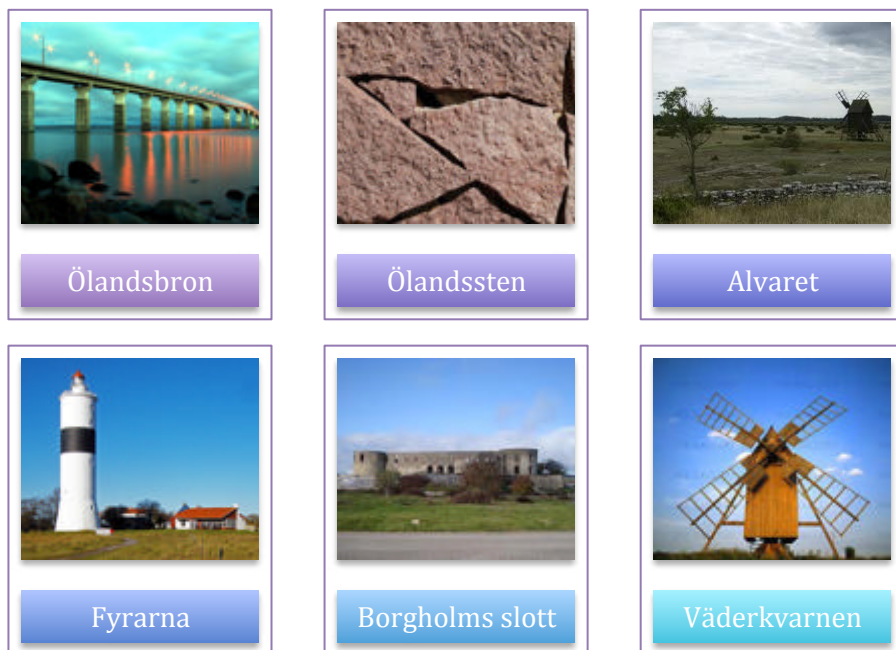 Ölandsbron
Ölandssten
Alvaret
Fyrarna
Borgholms slott
Väderkvarnen